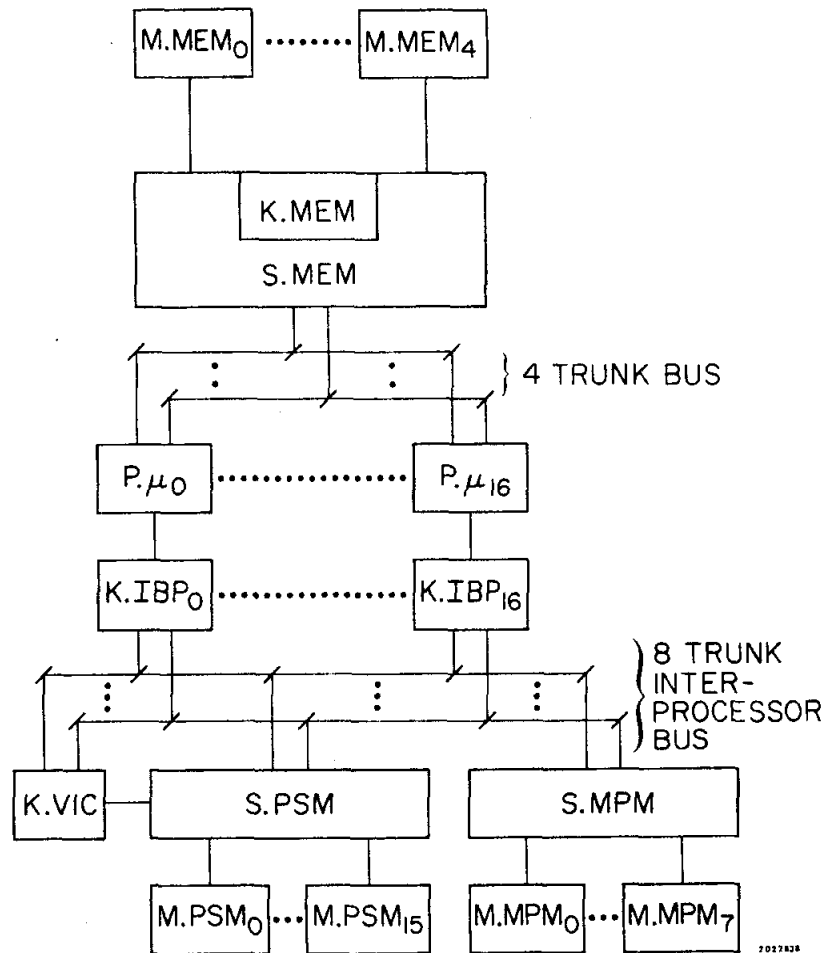 M.MEM₀ M.MEM₄
K.MEM
S.MEM
} 4 TRUNK BUS
P.μ₀ P.μ₁₆
K.IBP₀ K.IBP₁₆
8 TRUNK
INTER-
PROCESSOR
BUS
K.VIC S.PSM S.MPM
M.PSM₀ M.PSM₁₅ M.MPM₀ M.MPM₇